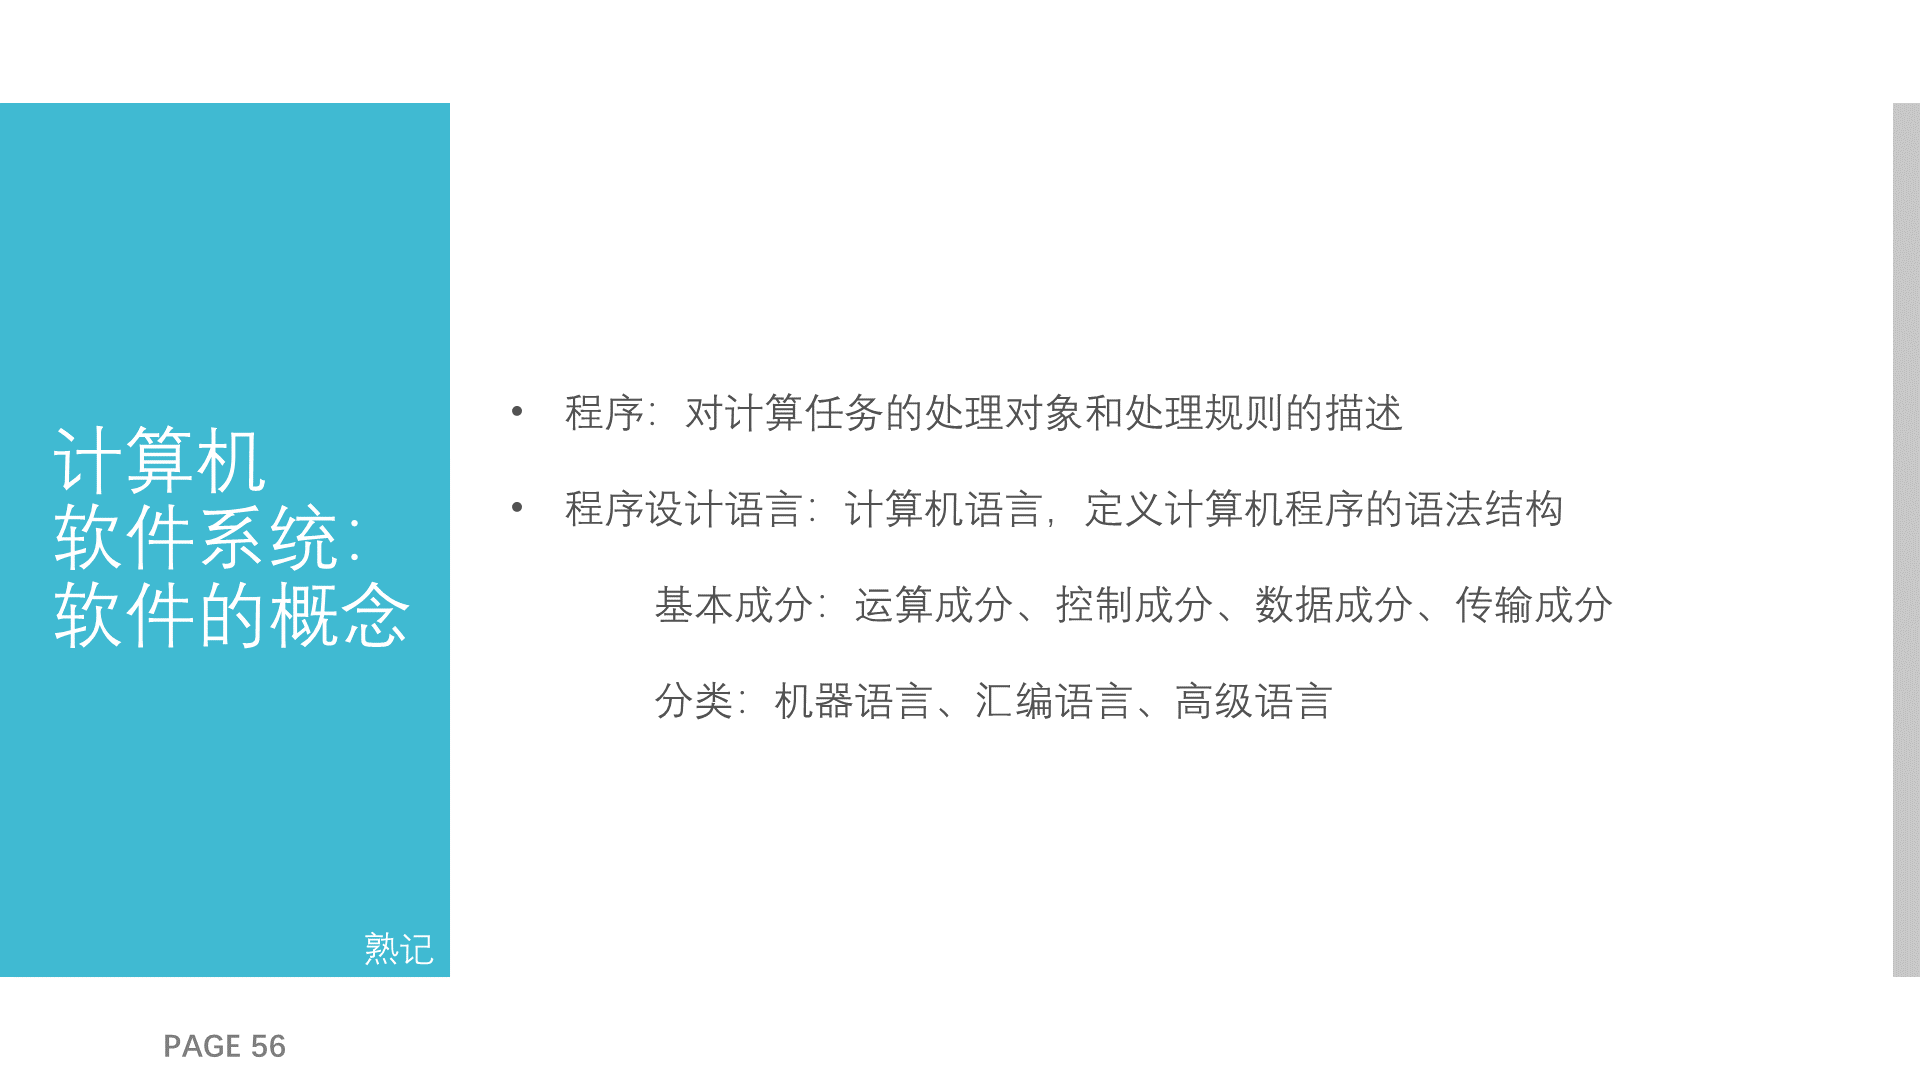 计算机
软件系统：
软件的概念
熟记
• 程序：对计算任务的处理对象和处理规则的描述
• 程序设计语言：计算机语言，定义计算机程序的语法结构
基本成分：运算成分、控制成分、数据成分、传输成分
分类：机器语言、汇编语言、高级语言
PAGE 56